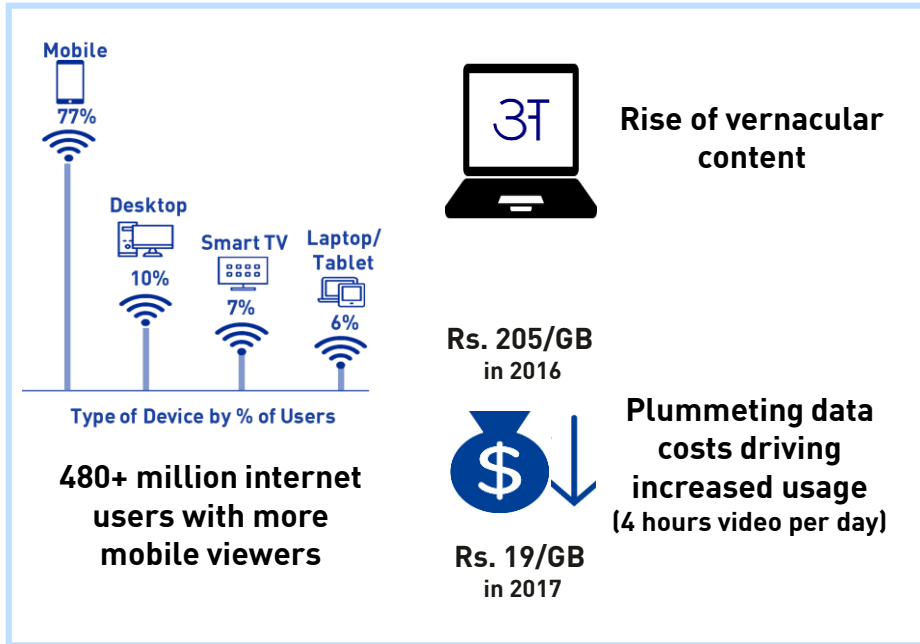 Mobile
77%
Desktop
10%
Smart TV
7%
Laptop/
Tablet
6%
Type of Device by % of Users
480+ million internet
users with more
mobile viewers
अ
Rise of vernacular
content
Rs. 205/GB
in 2016
$
Rs. 19/GB
in 2017
Plummeting data
costs driving
increased usage
(4 hours video per day)